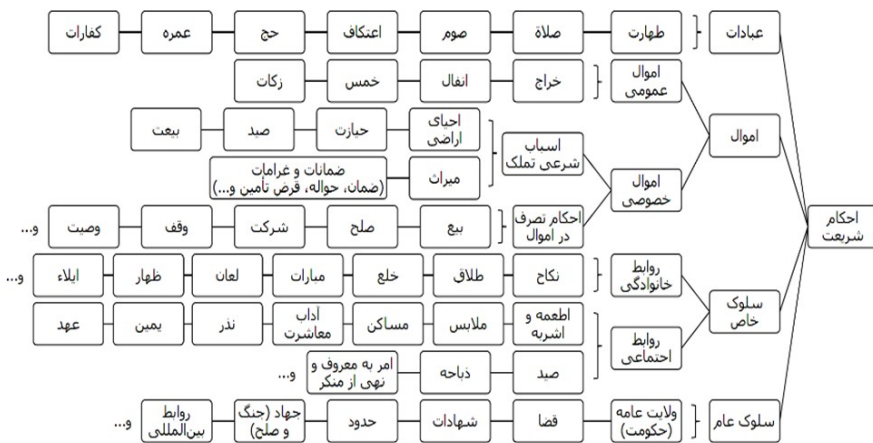 عبادات
طهارت
صلاة
صوم
اعتکاف
حج
عمره
کفارات
اموال
عمومی
خراج
انفال
خمس
زکات
اموال
احیای
اراضی
حیازت
صید
بیعت
اسباب
شرعی تملک
میراث
ضمانات و غرامات
(ضمان، حواله، قرض تأمین و...)
اموال
خصوصی
احکام تصرف
در اموال
بیع
صلح
شرکت
وقف
وصیت
و...
احکام
شریعت
روابط
خانوادگی
نکاح
طلاق
خلع
مبارات
لعان
ظهار
ایلاء
و...
سلوک
خاص
اطعمه و
اشربه
ملابس
مساکن
آداب
معاشرت
نذر
یمین
عهد
روابط
اجتماعی
صید
ذباحه
امر به معروف و
نهی از منکر
و...
سلوک عام
ولایت عامه
(حکومت)
قضا
شهادات
حدود
جهاد (جنگ
و صلح)
روابط
بین‌المللی
و...